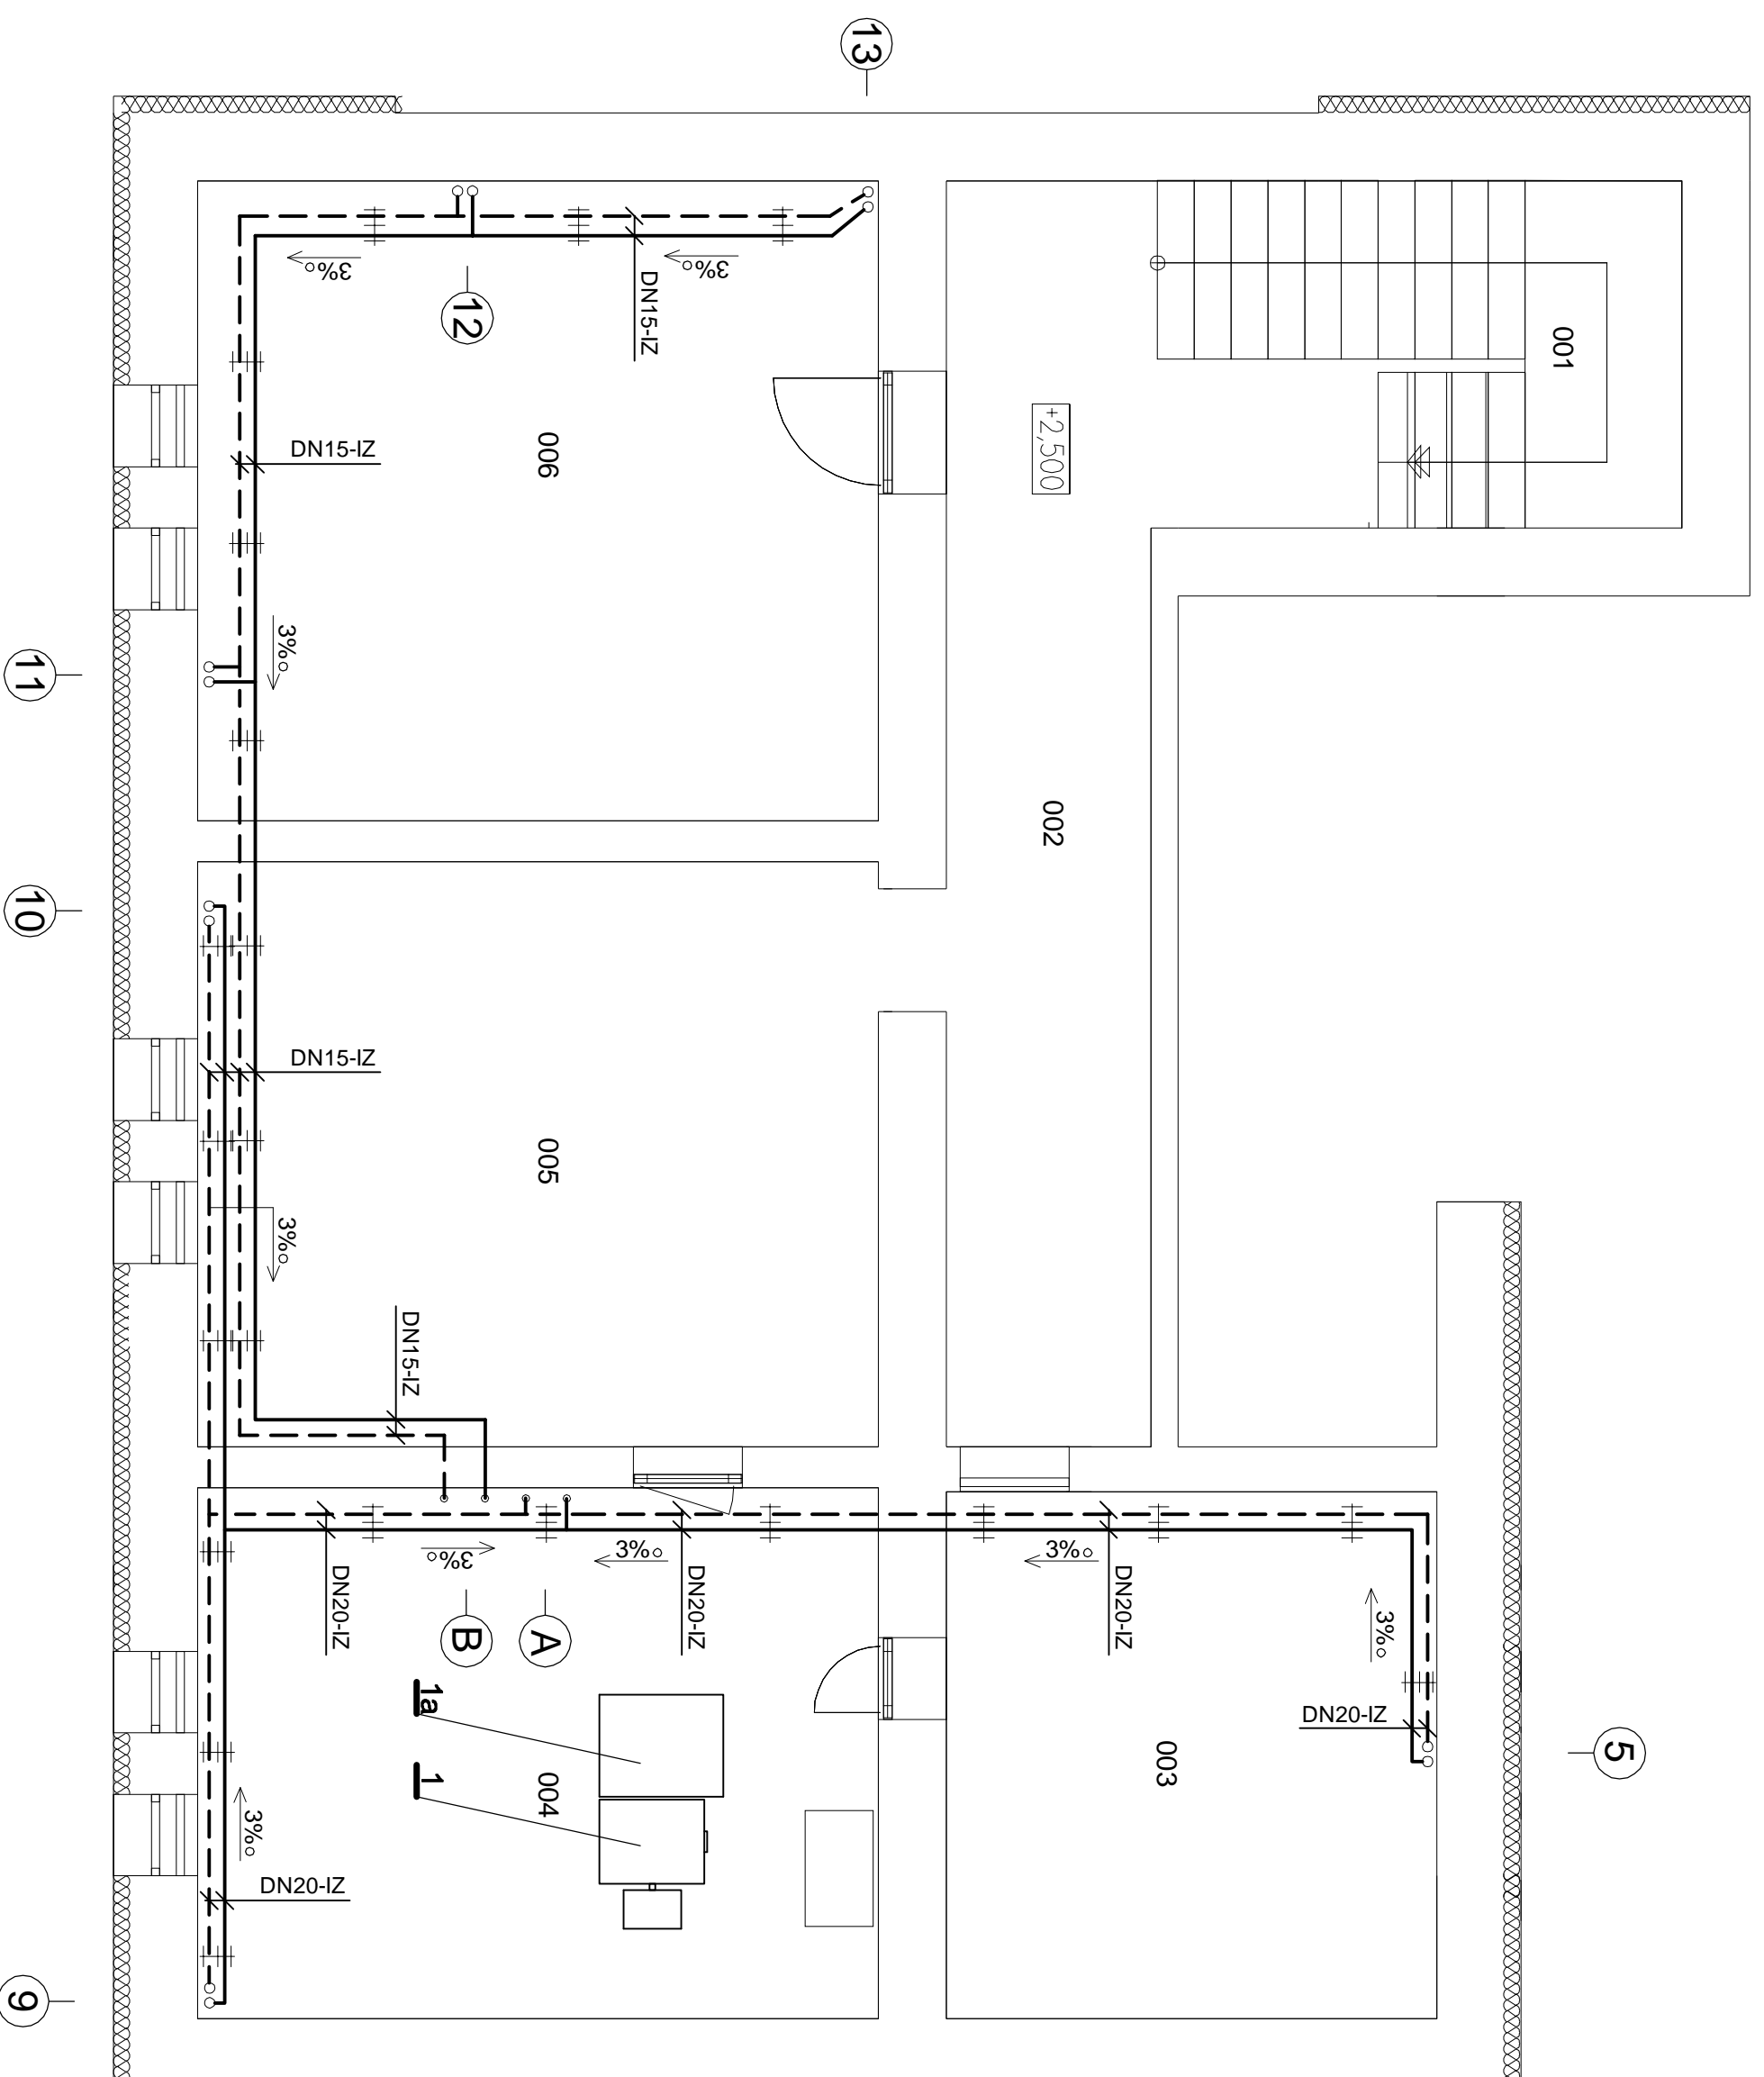 13
001
3‰
3‰
DN15-IZ
12
+2,500
DN15-IZ
006
3‰
11
002
10
DN15-IZ
005
3‰
DN15-IZ
3‰
3‰
3‰
DN20-IZ
DN20-IZ
DN20-IZ
3‰
B
A
1a
DN20-IZ
5
1
004
003
3‰
DN20-IZ
9